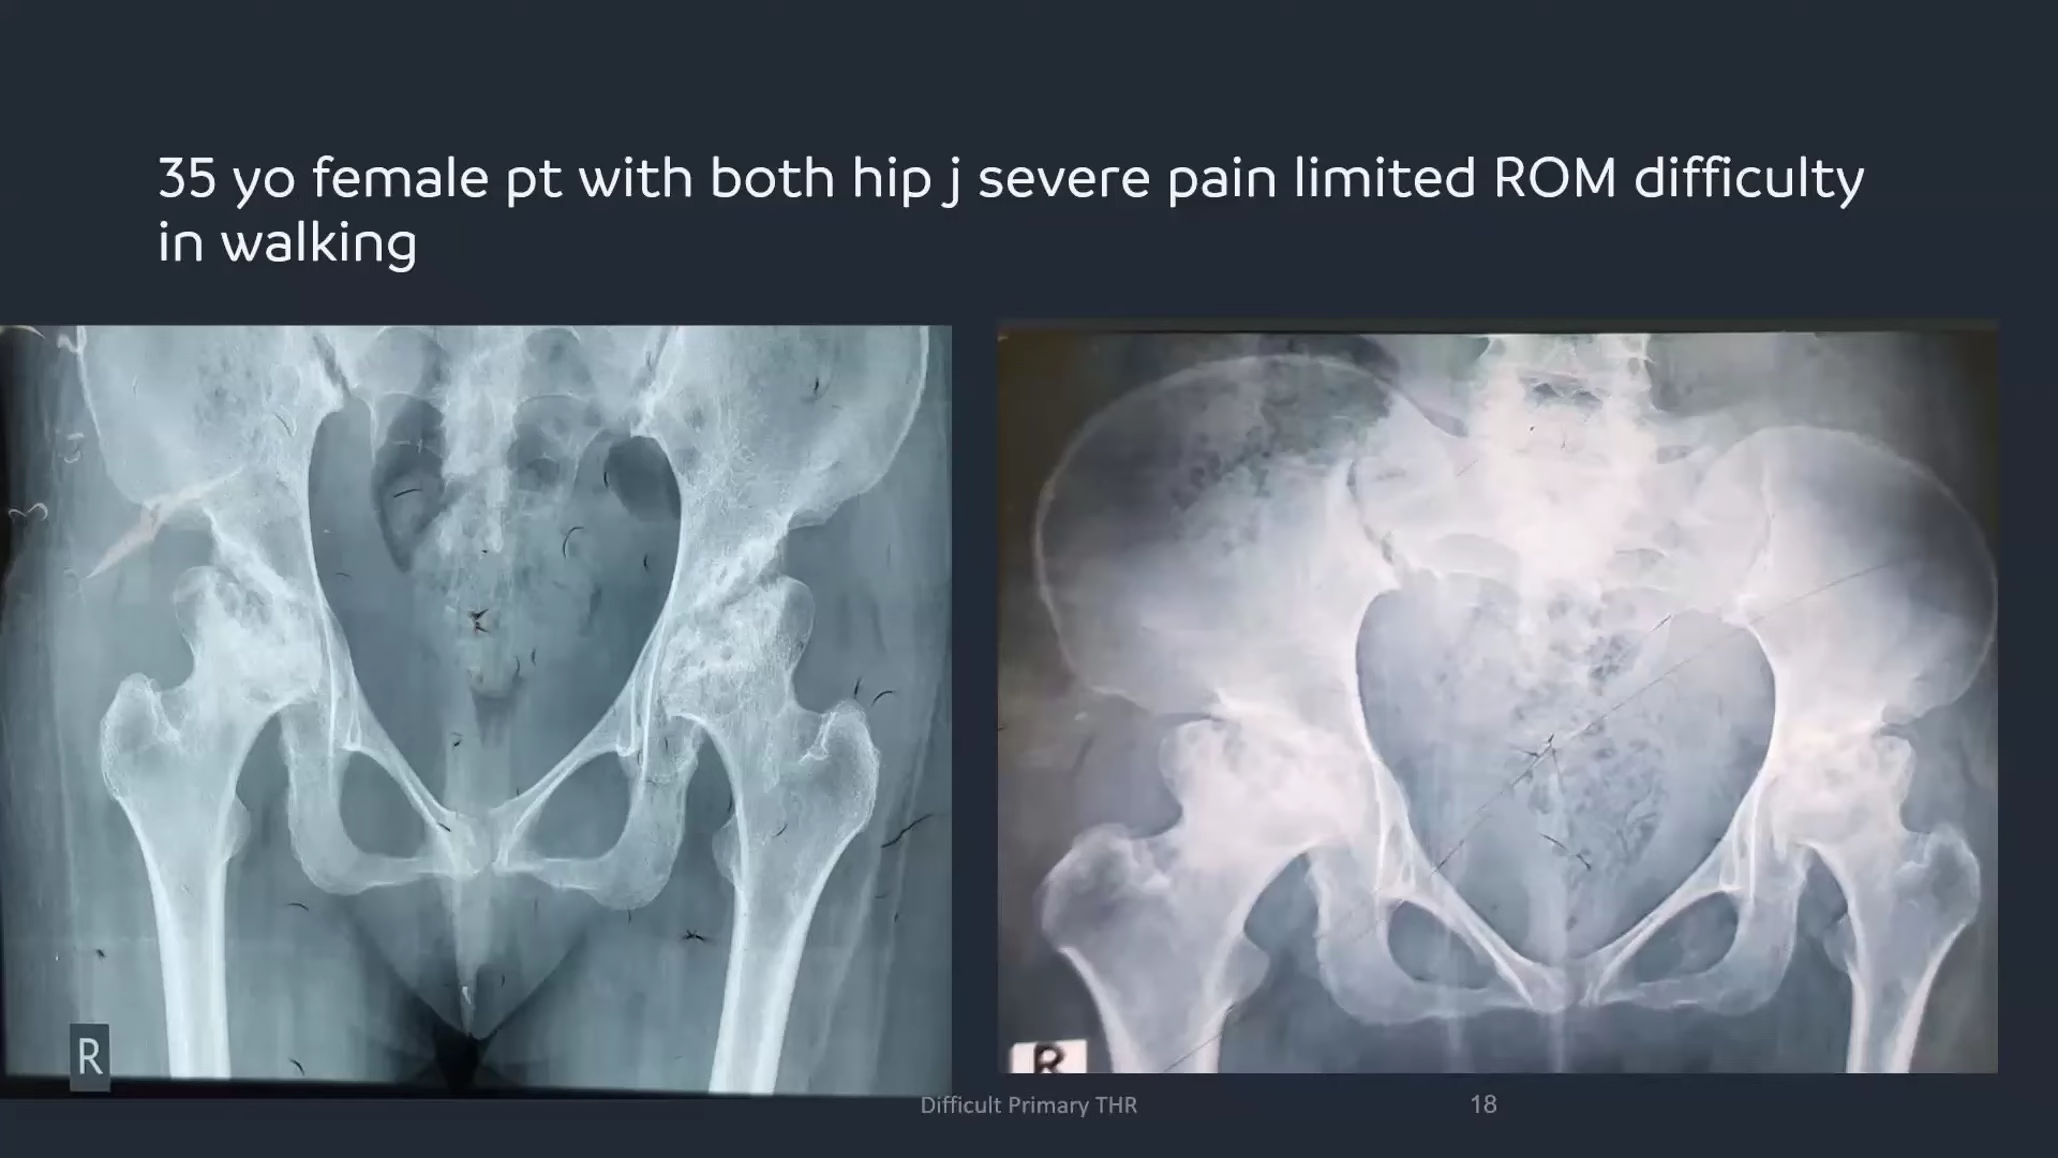 35 yo female pt with both hip j severe pain limited ROM difficulty
in walking
R
R
Difficult Primary THR
18